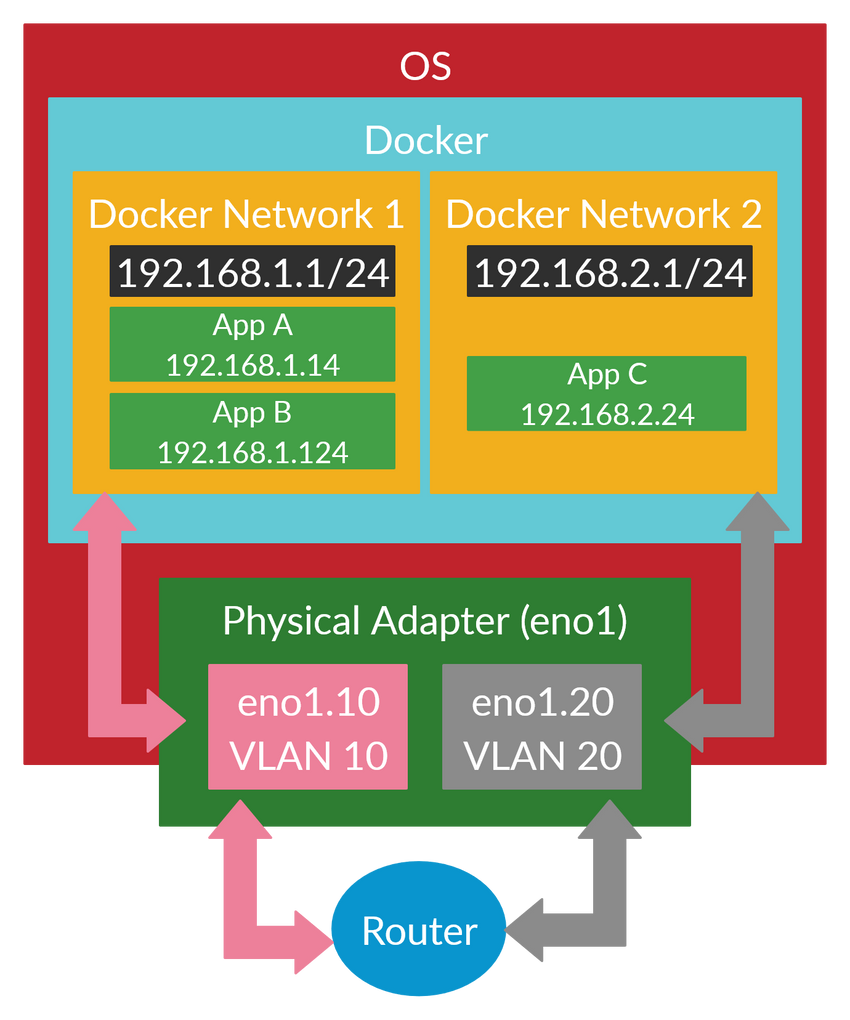 OS
Docker
Docker Network 1
192.168.1.1/24
App A
192.168.1.14
App B
192.168.1.124
Docker Network 2
192.168.2.1/24
App C
192.168.2.24
Physical Adapter (eno1)
eno1.10
VLAN 10
eno1.20
VLAN 20
Router